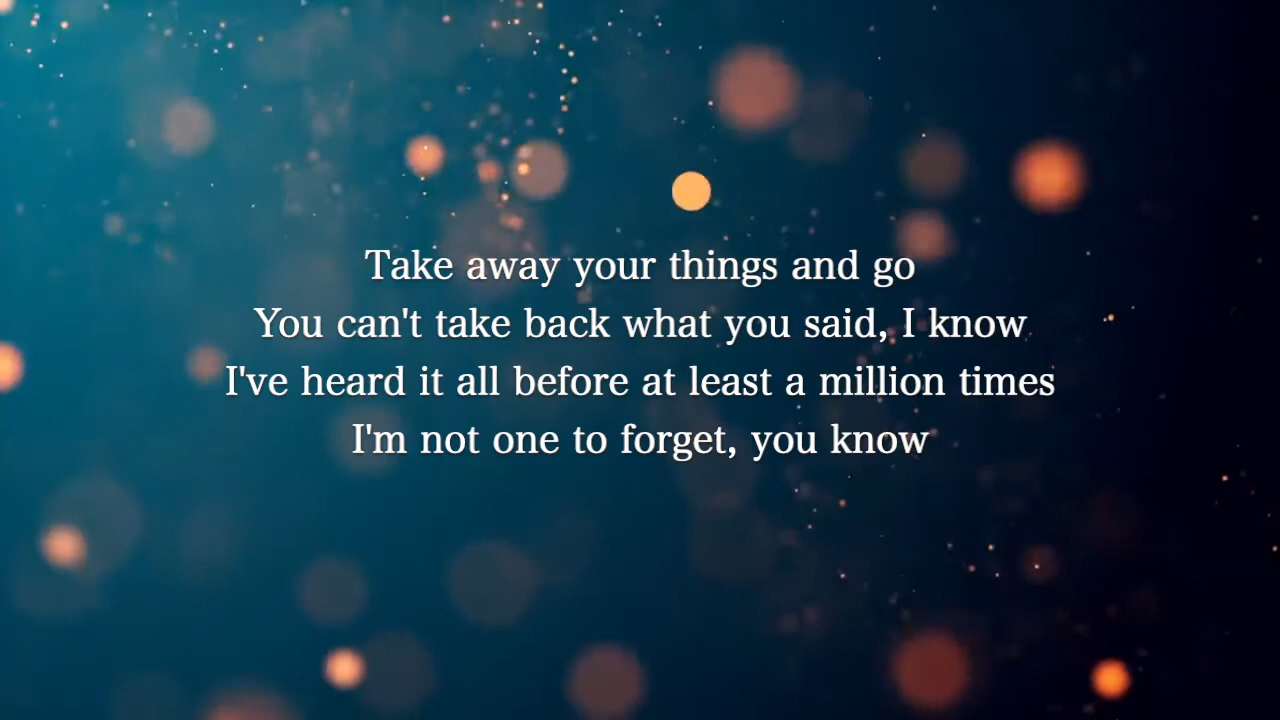 Take away your things and go
You can't take back what you said, I know
I've heard it all before at least a million times
I'm not one to forget, you know